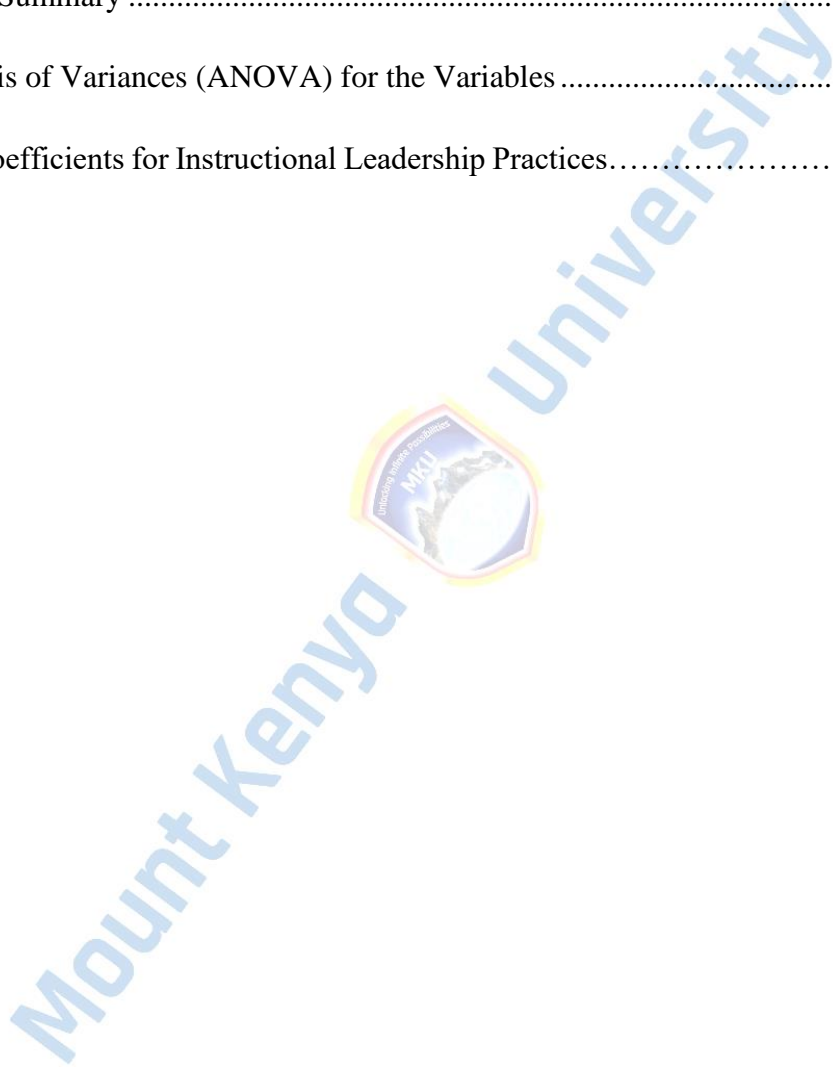 Summary ..........................................................................................
is of Variances (ANOVA) for the Variables ..................................
oefficients for Instructional Leadership Practices……………………
Mount Kenya University
Unlocking Infinite Possibilities
MKU